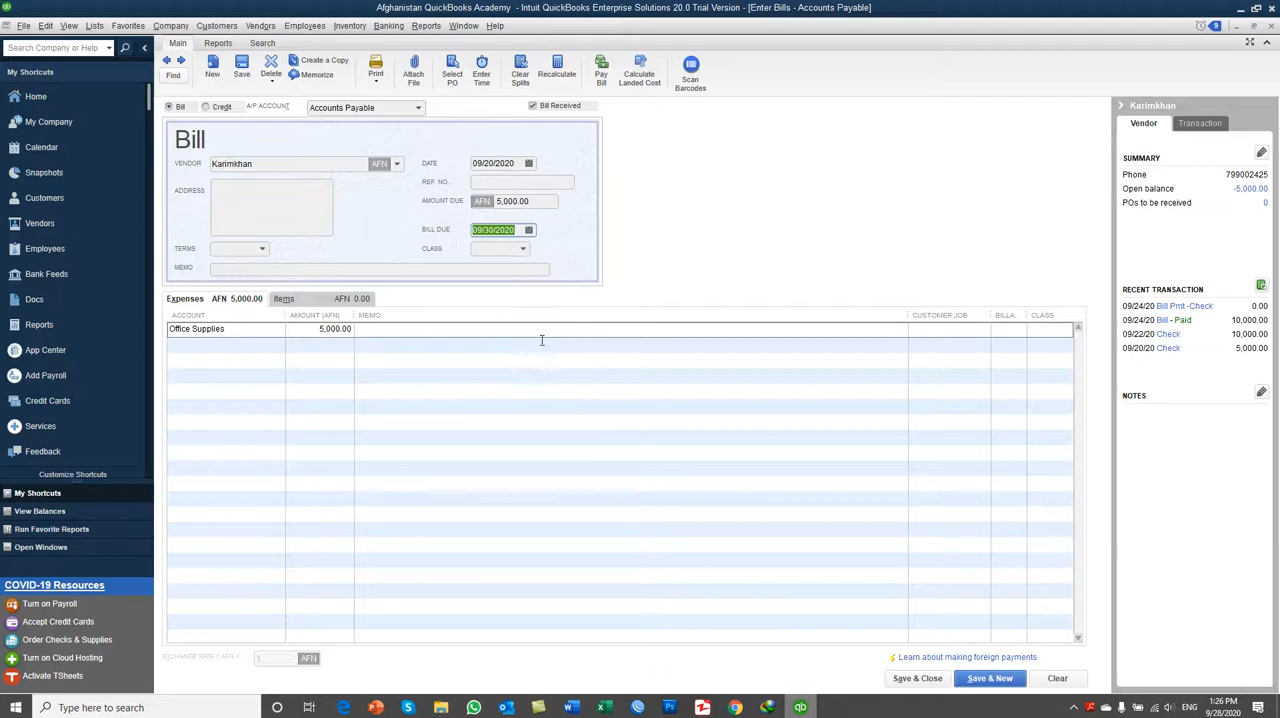 Afghanistan QuickBooks Academy - Intuit QuickBooks Enterprise Solutions 20.0 Trial Version - [Enter Bills - Accounts Payable]
File Edit View Lists Favorites Company Customers Vendors Employees Inventory Banking Reports Window Help 9
Search Company or Help
Main Reports Search
My Shortcuts
Find
New
Save
Delete
Create a Copy
Memorize
Print
Attach File
Select PO
Enter Time
Clear Splits
Recalculate
Pay Bill
Calculate Landed Cost
Scan Barcodes
Home
My Company
Calendar
Snapshots
Customers
Vendors
Employees
Bank Feeds
Docs
Reports
App Center
Add Payroll
Credit Cards
Services
Feedback
Customize Shortcuts
My Shortcuts
View Balances
Run Favorite Reports
Open Windows
COVID-19 Resources
Turn on Payroll
Accept Credit Cards
Order Checks & Supplies
Turn on Cloud Hosting
Activate TSheets
Bill Credit A/P ACCOUNT Accounts Payable Bill Received
Bill
VENDOR Karimkhan AFN DATE 09/20/2020
ADDRESS REF. NO.
AMOUNT DUE AFN 5,000.00
BILL DUE 09/30/2020
TERMS CLASS
MEMO
Expenses AFN 5,000.00 Items AFN 0.00
ACCOUNT AMOUNT (AFN) MEMO CUSTOMER:JOB BILLA... CLASS
Office Supplies 5,000.00
EXCHANGE RATE 1 AFN = 1 AFN
Learn about making foreign payments
Save & Close Save & New Clear
Karimkhan
Vendor Transaction
SUMMARY
Phone 799002425
Open balance -5,000.00
POs to be received 0
RECENT TRANSACTION
09/24/20 Bill Pmt -Check 0.00
09/24/20 Bill - Paid 10,000.00
09/22/20 Check 10,000.00
09/20/20 Check 5,000.00
NOTES
Type here to search
ENG
1:26 PM
9/28/2020